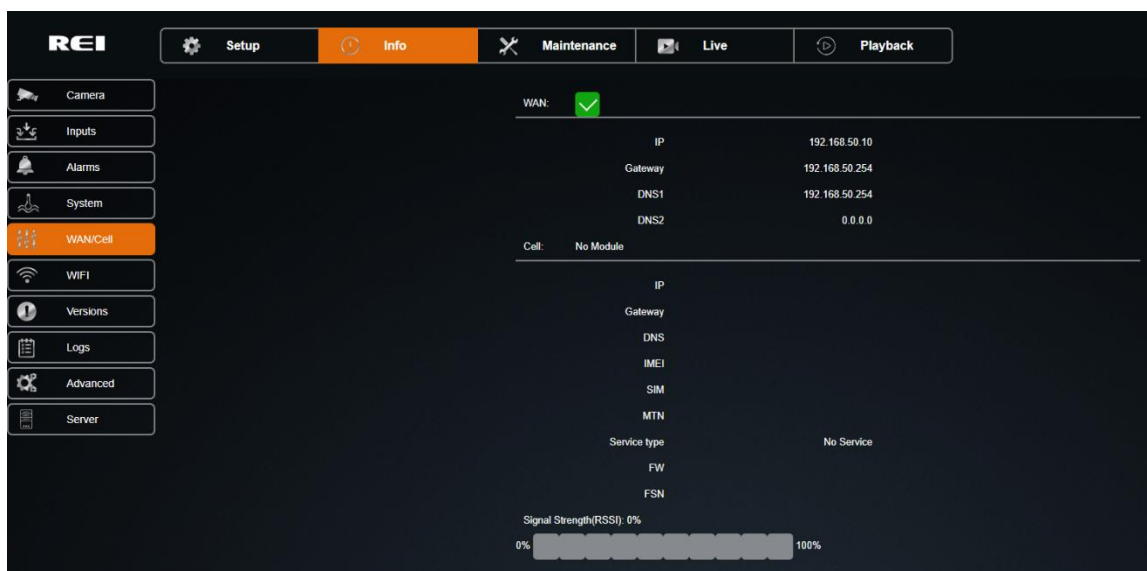 REI
Setup
Info
Maintenance
Live
Playback
Camera
Inputs
Alarms
System
WAN/Cell
WIFI
Versions
Logs
Advanced
Server
WAN:
IP 192.168.50.10
Gateway 192.168.50.254
DNS1 192.168.50.254
DNS2 0.0.0.0
Cell: No Module
IP
Gateway
DNS
IMEI
SIM
MTN
Service type No Service
FW
FSN
Signal Strength(RSSI): 0%
0% 100%